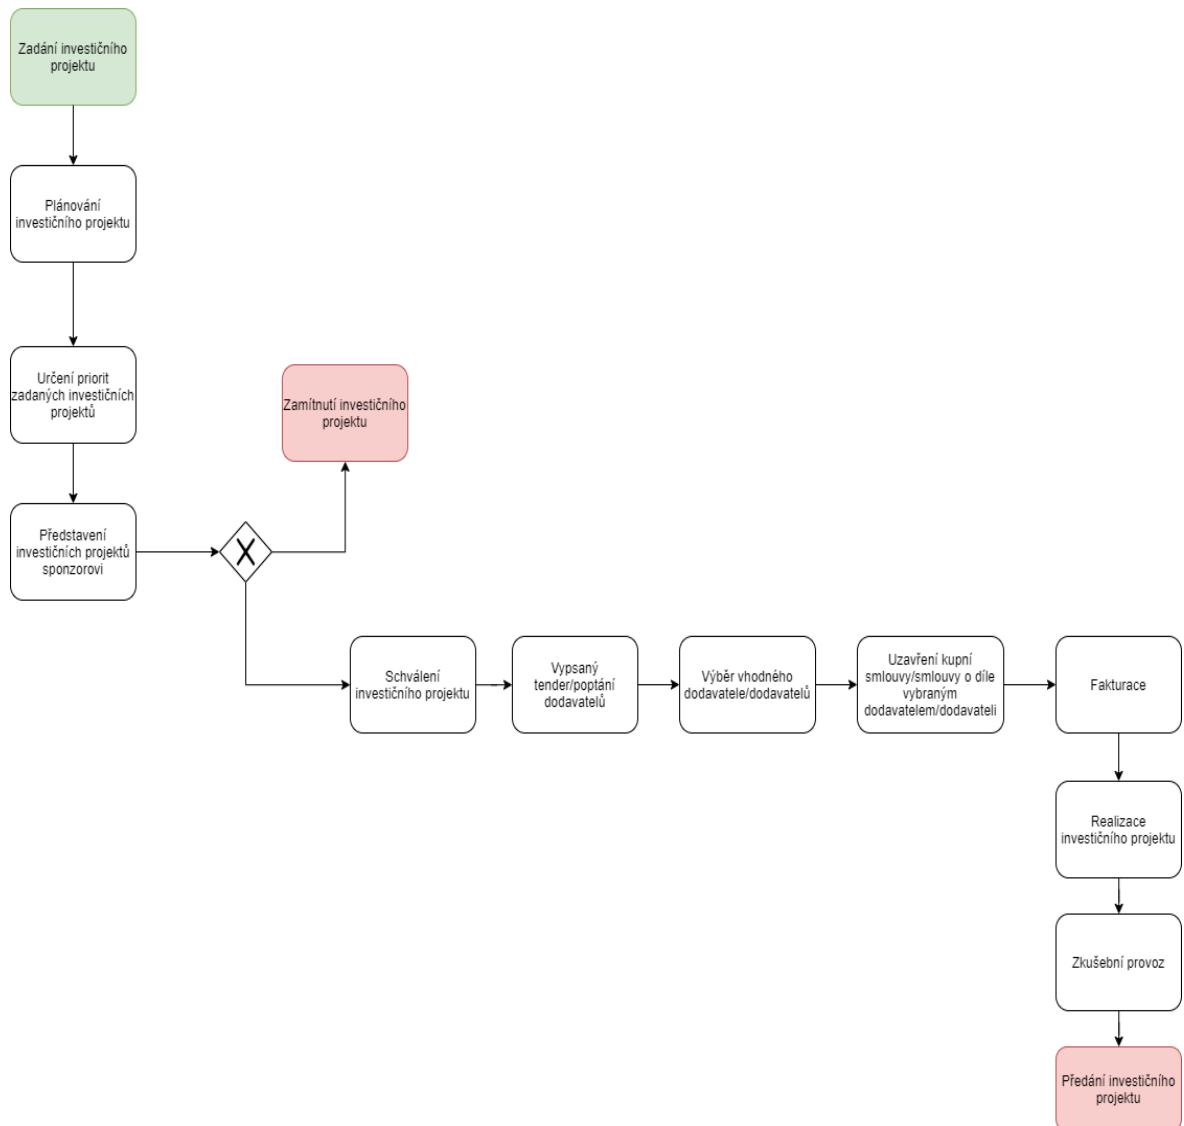 Zadání investičního
projektu
Plánování
investičního projektu
Určení priorit
zadaných investičních
projektů
Zamítnutí investičního
projektu
Představení
investičních projektů
sponzorovi
Schválení
investičního projektu
Vypsaný
tender/poptání
dodavatelů
Výběr vhodného
dodavatele/dodavatelů
Uzavření kupní
smlouvy/smlouvy o díle
vybraným
dodavatelem/dodavateli
Fakturace
Realizace
investičního projektu
Zkušební provoz
Předání investičního
projektu